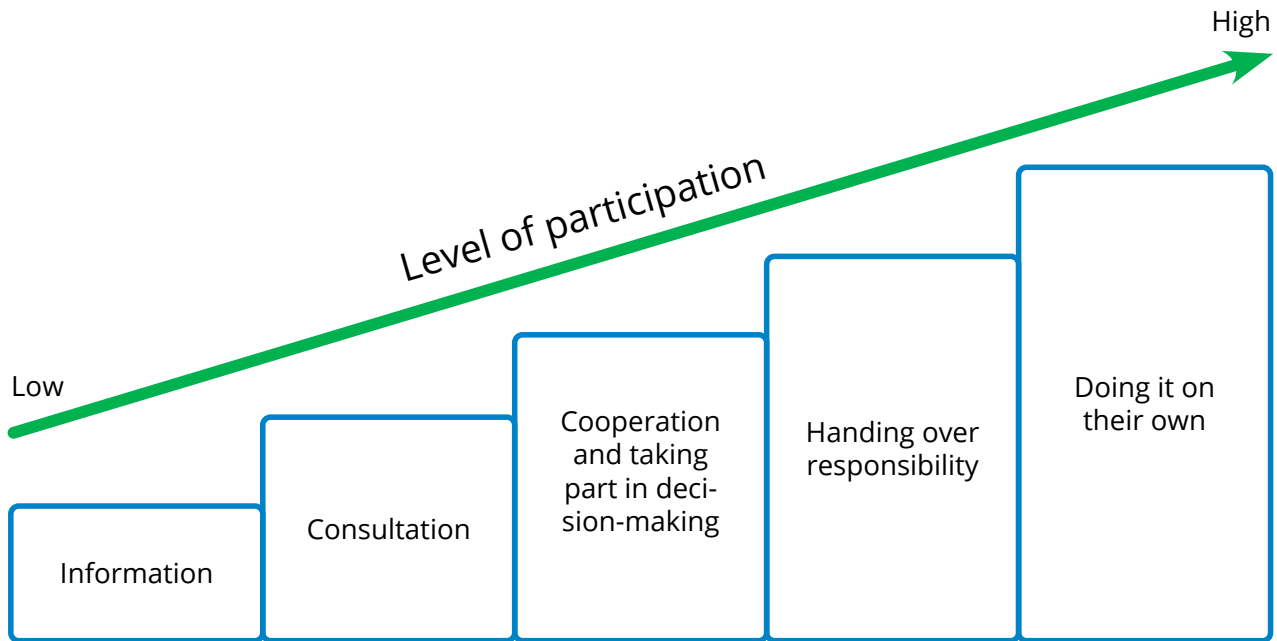 High
Level of participation
Low
Information
Consultation
Cooperation
and taking
part in deci-
sion-making
Handing over
responsibility
Doing it on
their own